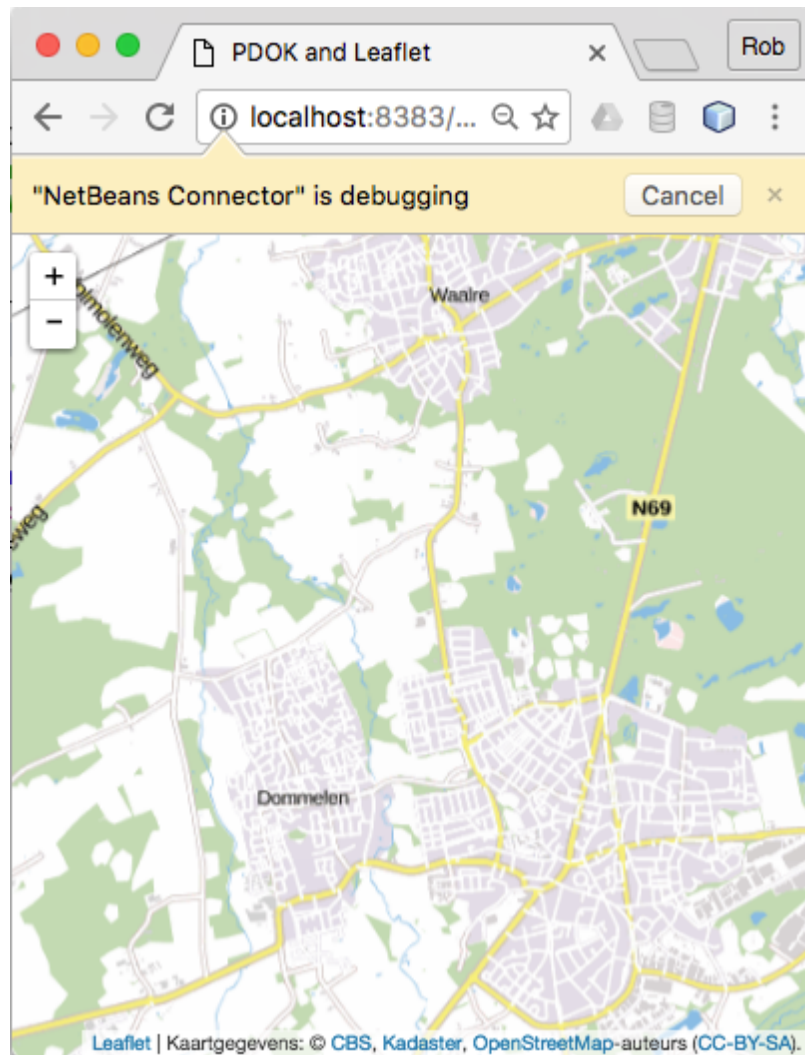 PDOK and Leaflet
Rob
localhost:8383/...
"NetBeans Connector" is debugging
Cancel
+
-
Waalre
N69
Dommelen
Leaflet | Kaartgegevens: © CBS, Kadaster, OpenStreetMap-auteurs (CC-BY-SA).